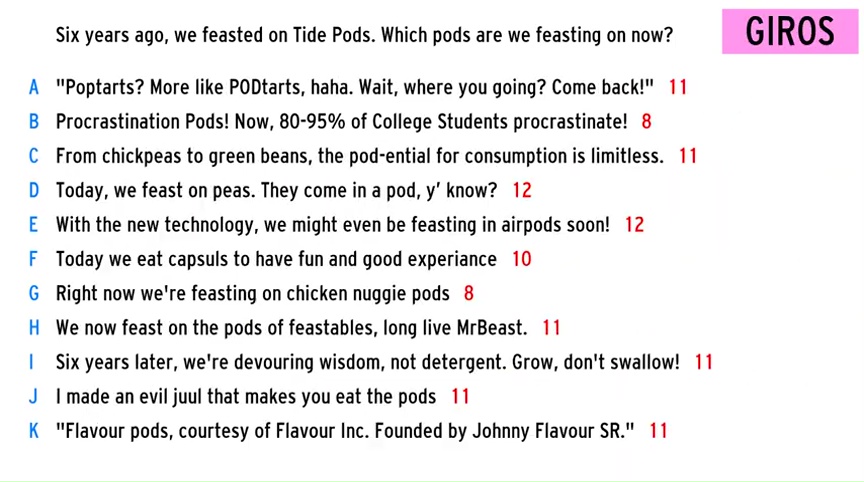 Six years ago, we feasted on Tide Pods. Which pods are we feasting on now?
GIROS
A "Poptarts? More like PODtarts, haha. Wait, where you going? Come back!" 11
B Procrastination Pods! Now, 80-95% of College Students procrastinate! 8
C From chickpeas to green beans, the pod-ential for consumption is limitless. 11
D Today, we feast on peas. They come in a pod, y' know? 12
E With the new technology, we might even be feasting in airpods soon! 12
F Today we eat capsuls to have fun and good experiance 10
G Right now we're feasting on chicken nuggie pods 8
H We now feast on the pods of feastables, long live MrBeast. 11
I Six years later, we're devouring wisdom, not detergent. Grow, don't swallow! 11
J I made an evil juul that makes you eat the pods 11
K "Flavour pods, courtesy of Flavour Inc. Founded by Johnny Flavour SR." 11